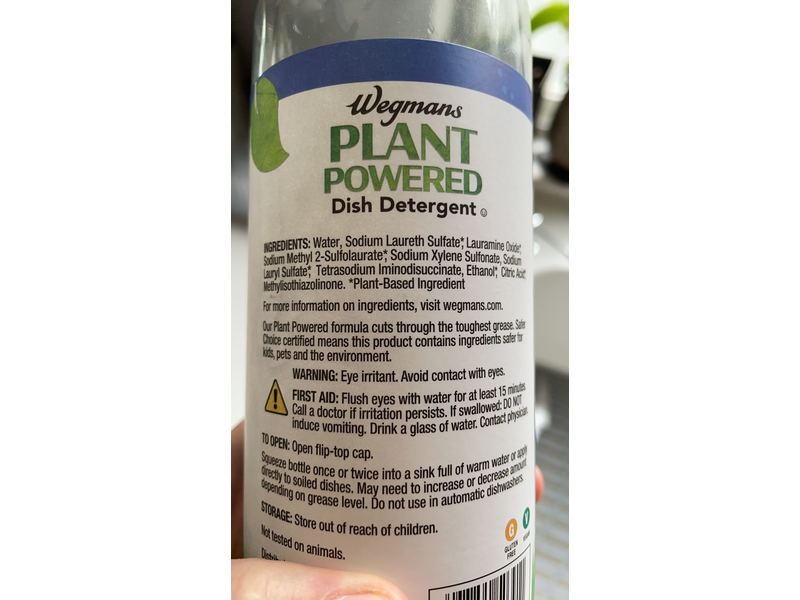 Wegmans
PLANT
POWERED
Dish Detergent
INGREDIENTS: Water, Sodium Laureth Sulfate*, Lauramine Oxide*,
Sodium Methyl 2-Sulfolaurate*, Sodium Xylene Sulfonate, Sodium
Lauryl Sulfate*, Tetrasodium Iminodisuccinate, Ethanol*, Citric Acid*,
Methylisothiazolinone. *Plant-Based Ingredient
For more information on ingredients, visit wegmans.com.
Our Plant Powered formula cuts through the toughest grease. Safer
Choice certified means this product contains ingredients safer for
kids, pets and the environment.
WARNING: Eye irritant. Avoid contact with eyes.
FIRST AID: Flush eyes with water for at least 15 minutes.
Call a doctor if irritation persists. If swallowed: DO NOT
induce vomiting. Drink a glass of water. Contact physician.
TO OPEN: Open flip-top cap.
Squeeze bottle once or twice into a sink full of warm water or apply
directly to soiled dishes. May need to increase or decrease amount
depending on grease level. Do not use in automatic dishwashers.
STORAGE: Store out of reach of children.
Not tested on animals.
G V
GLUTEN FREE
VEGAN